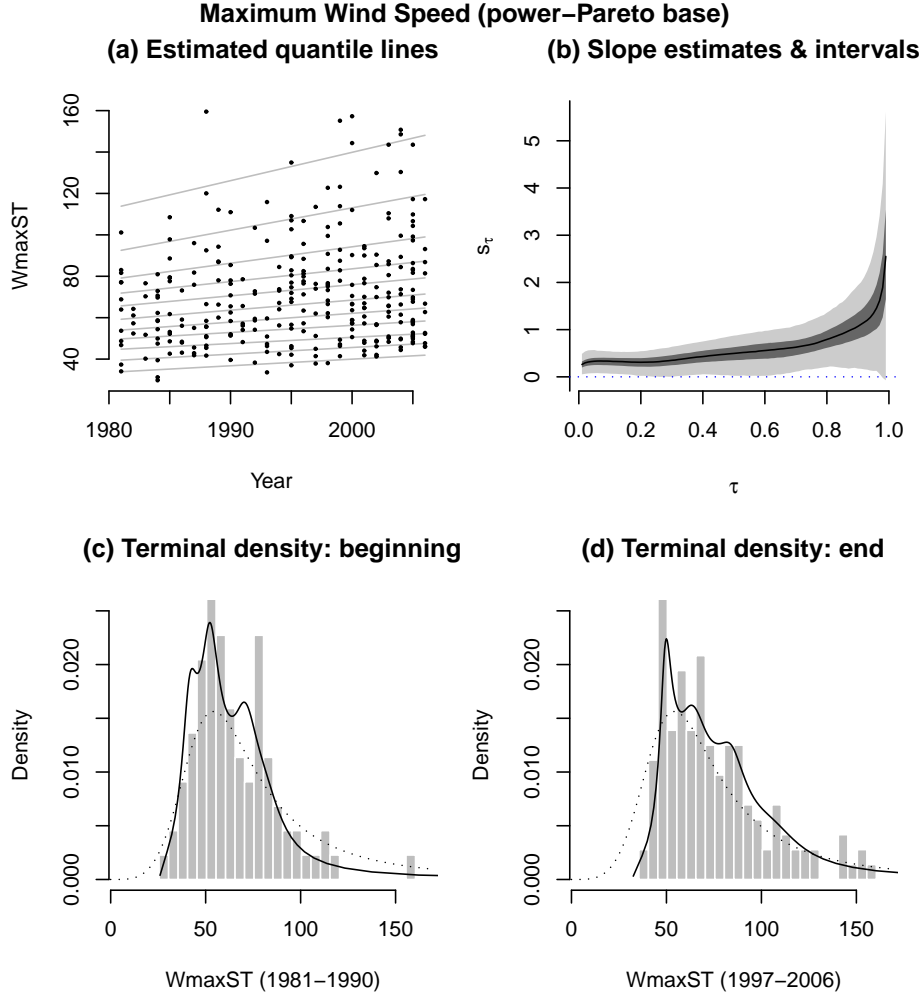 Maximum Wind Speed (power−Pareto base)
(a) Estimated quantile lines
160
120
80
40
WmaxST
1980
1990
2000
Year
(b) Slope estimates & intervals
5
4
3
2
1
0
sτ
0.0
0.2
0.4
0.6
0.8
1.0
τ
(c) Terminal density: beginning
0.020
0.010
0.000
Density
0
50
100
150
WmaxST (1981−1990)
(d) Terminal density: end
0.020
0.010
0.000
Density
0
50
100
150
WmaxST (1997−2006)